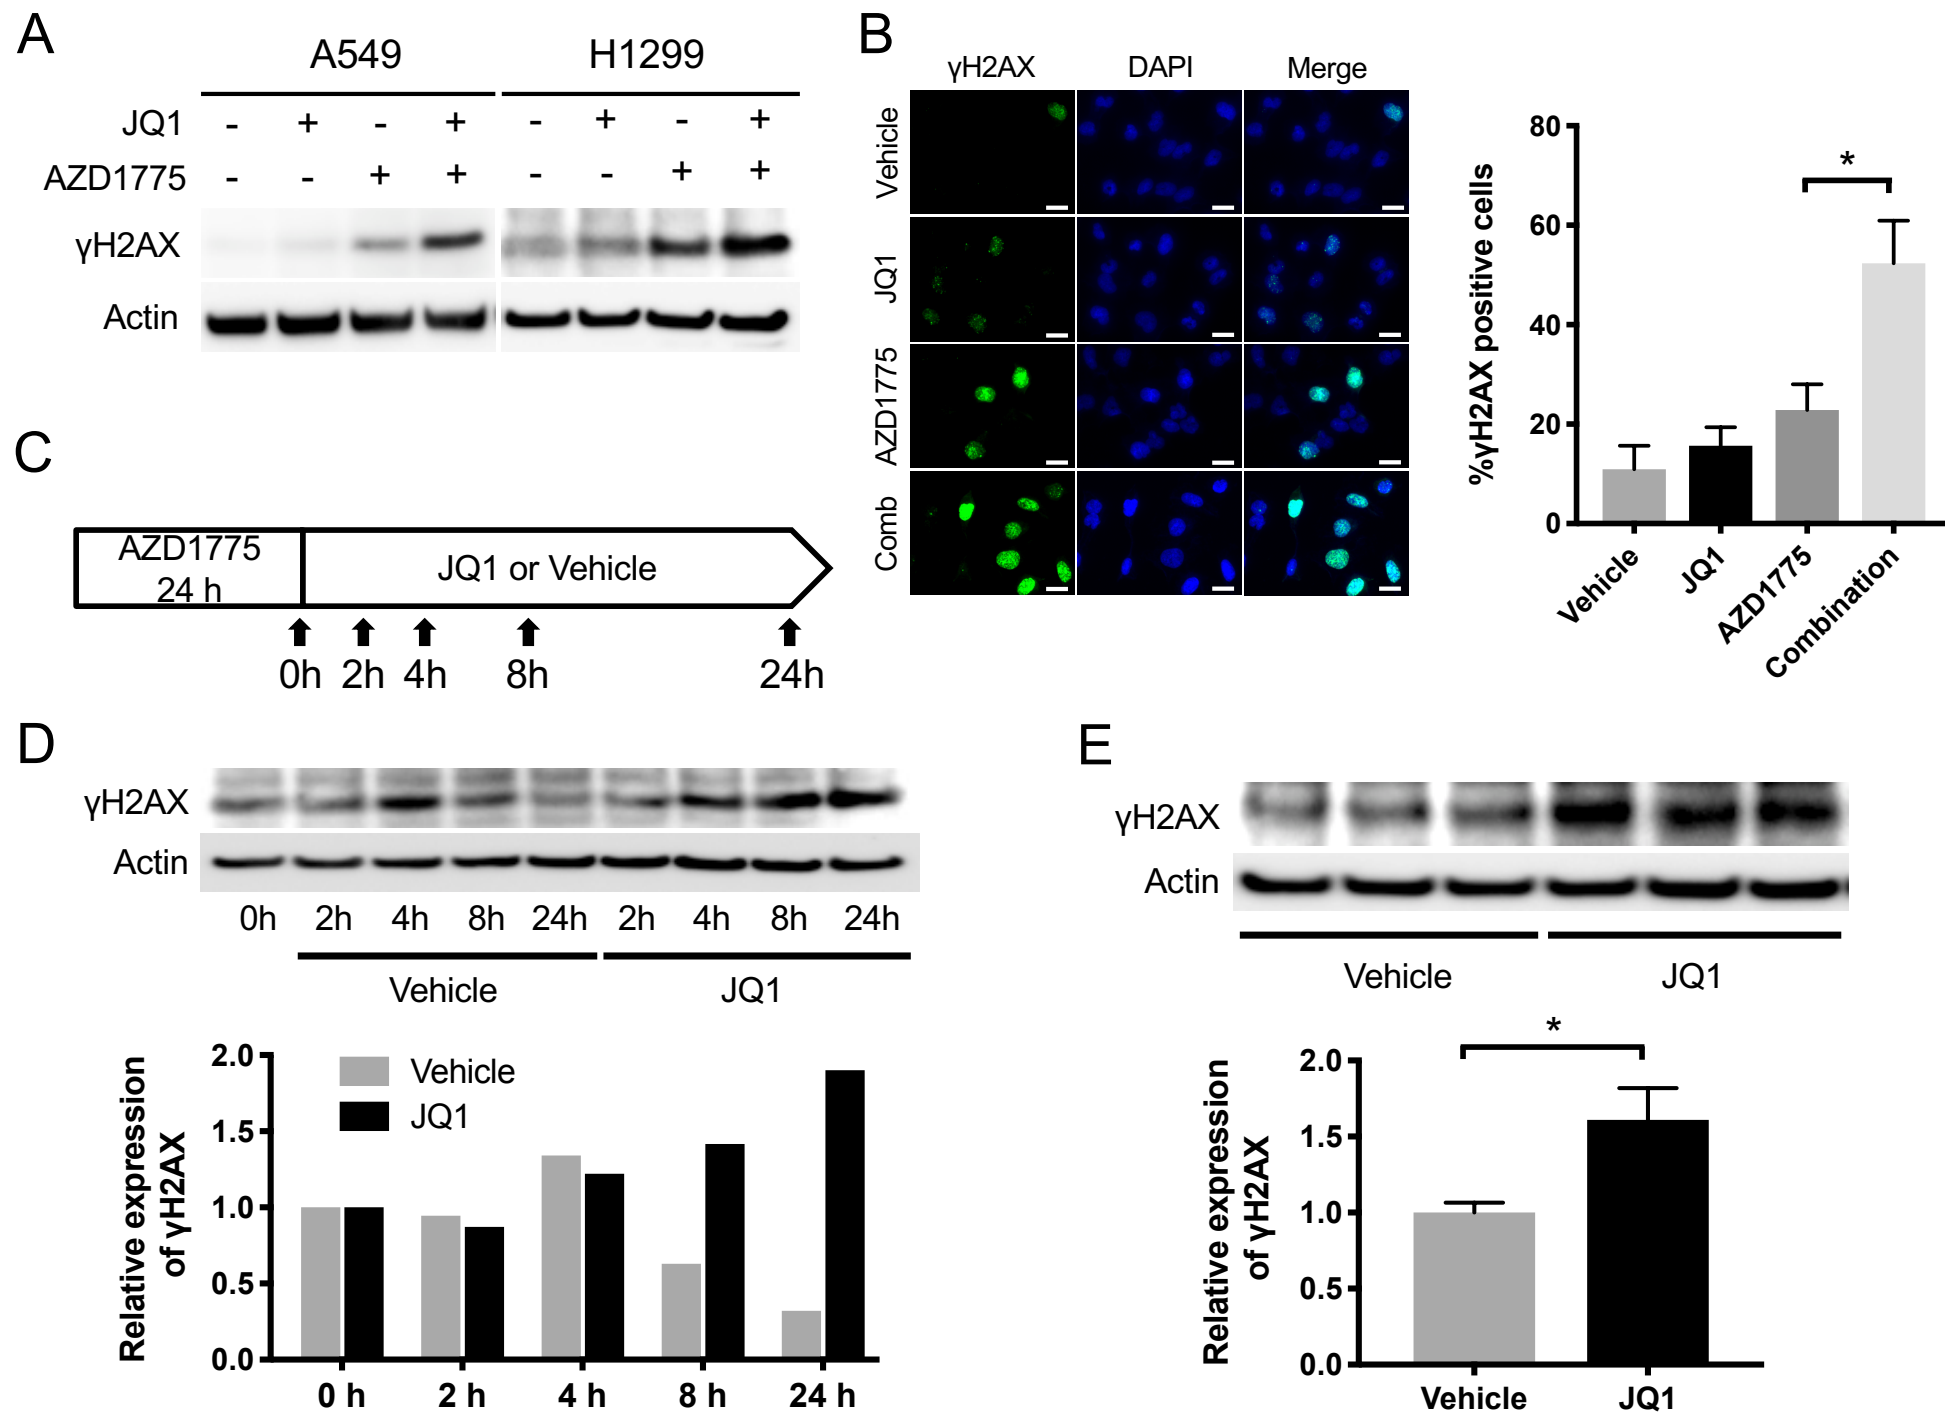 A
A549 H1299
JQ1 - + - + - + - +
AZD1775 - - + + - - + +
γH2AX
Actin
B
γH2AX DAPI Merge
Vehicle
JQ1
AZD1775
Comb
%γH2AX positive cells
80
60
40
20
0
*
Vehicle
JQ1
AZD1775
Combination
C
AZD1775
24 h
JQ1 or Vehicle
0h 2h 4h 8h 24h
D
γH2AX
Actin
0h 2h 4h 8h 24h 2h 4h 8h 24h
Vehicle JQ1
Relative expression
of γH2AX
2.0
1.5
1.0
0.5
0.0
Vehicle
JQ1
0 h 2 h 4 h 8 h 24 h
E
γH2AX
Actin
Vehicle JQ1
*
Relative expression
of γH2AX
2.0
1.5
1.0
0.5
0.0
Vehicle JQ1